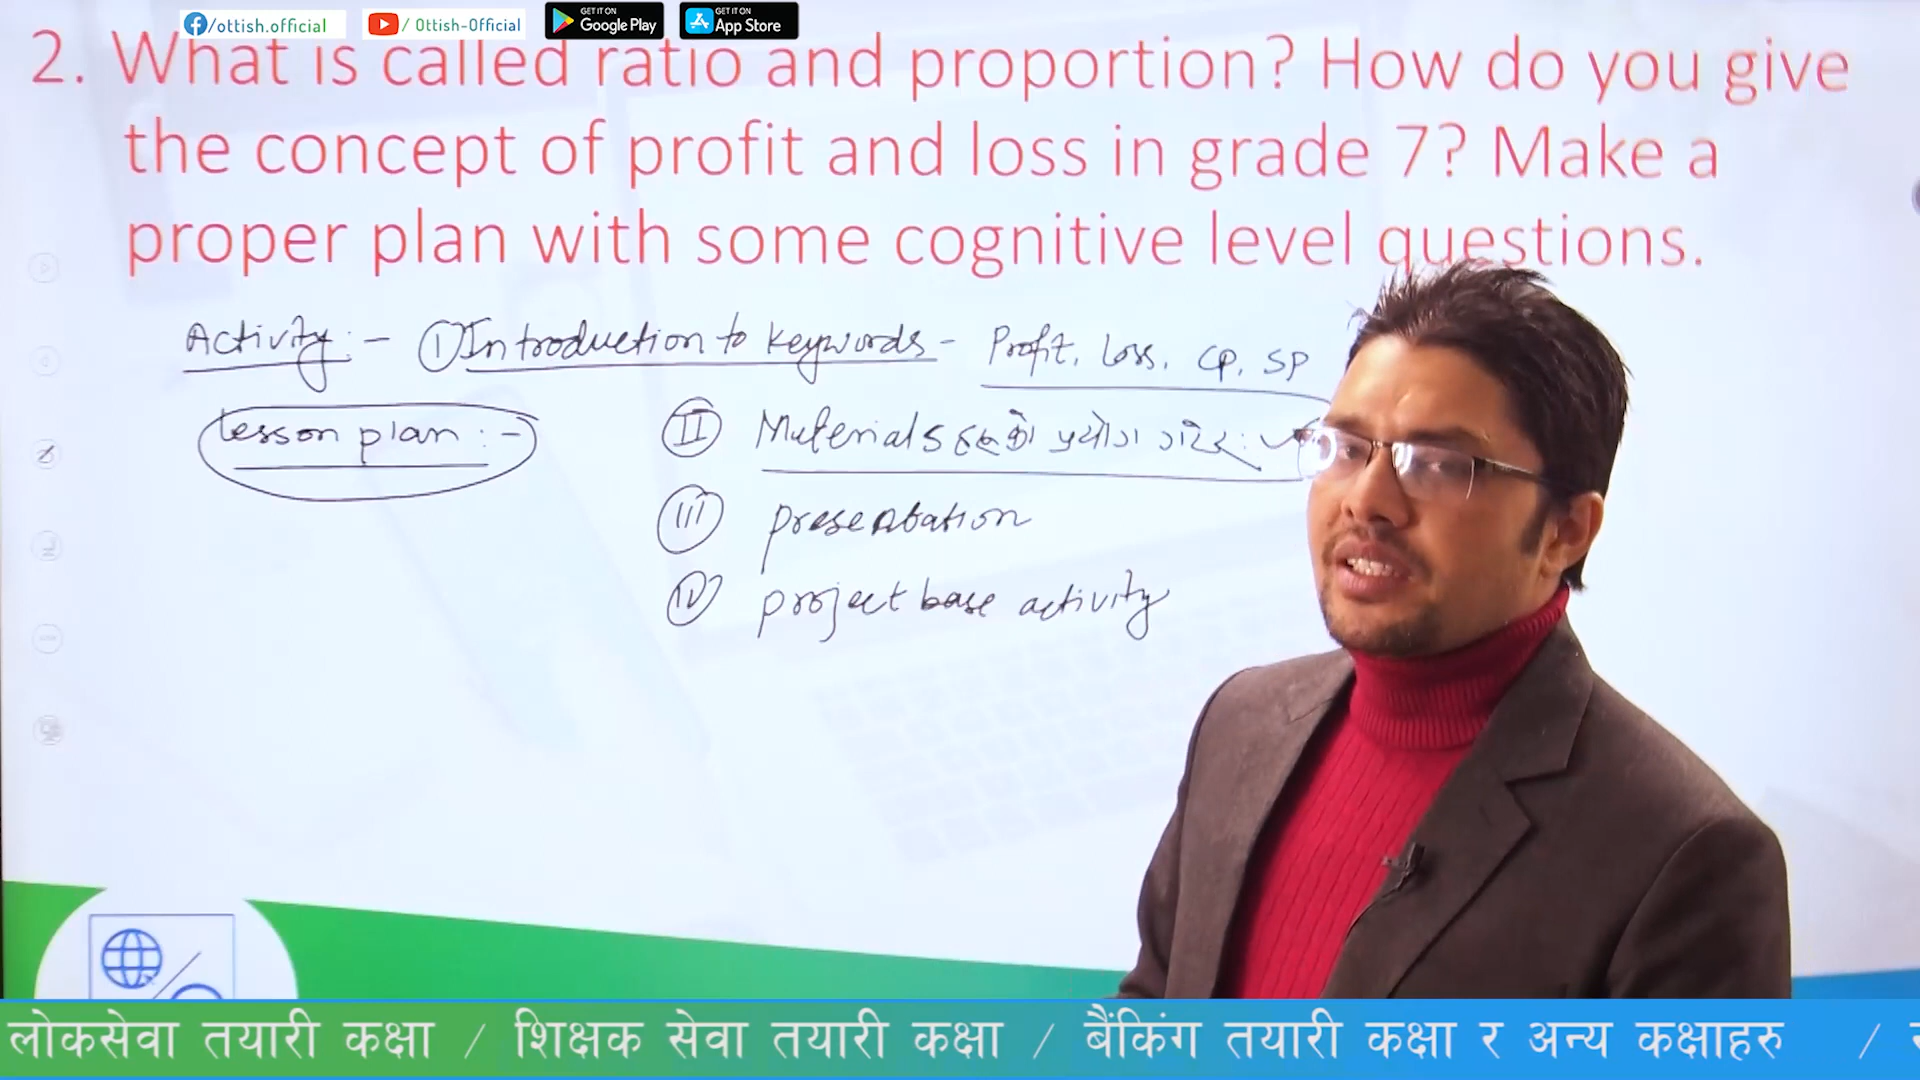 /ottish.official
/ Ottish-Official
GET IT ON
Google Play
GET IT ON
App Store
2. What is called ratio and proportion? How do you give
the concept of profit and loss in grade 7? Make a
proper plan with some cognitive level questions.
Activity :- (I) Introduction to keywords - Profit, Loss, CP, SP
lesson plan :-
(II) Materials हरुको प्रयोग गरेर :
(III) presentation
(IV) project base activity
लोकसेवा तयारी कक्षा / शिक्षक सेवा तयारी कक्षा / बैंकिंग तयारी कक्षा र अन्य कक्षाहरु /